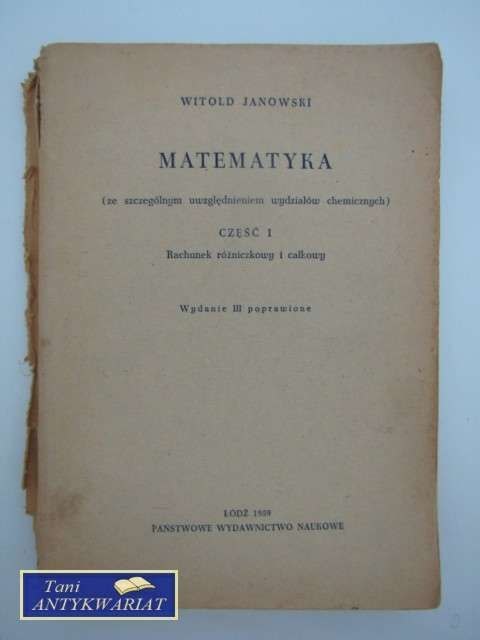 WITOLD JANOWSKI
MATEMATYKA
(ze szczególnym uwzględnieniem wydziałów chemicznych)
CZĘŚĆ I
Rachunek różniczkowy i całkowy
Wydanie III poprawione
ŁÓDŹ 1959
PAŃSTWOWE WYDAWNICTWO NAUKOWE
Tani
ANTYKWARIAT